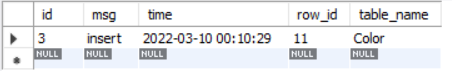 id msg time row_id table_name
3 insert 2022-03-10 00:10:29 11 Color
NULL NULL NULL NULL NULL